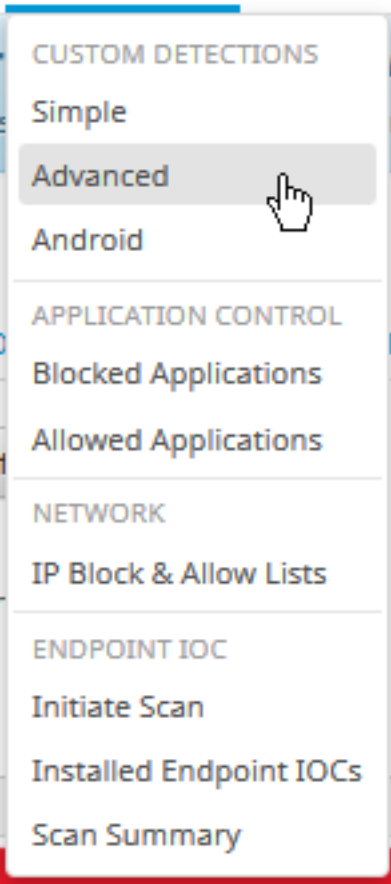 CUSTOM DETECTIONS
Simple
Advanced
Android
APPLICATION CONTROL
Blocked Applications
Allowed Applications
NETWORK
IP Block & Allow Lists
ENDPOINT IOC
Initiate Scan
Installed Endpoint IOCs
Scan Summary